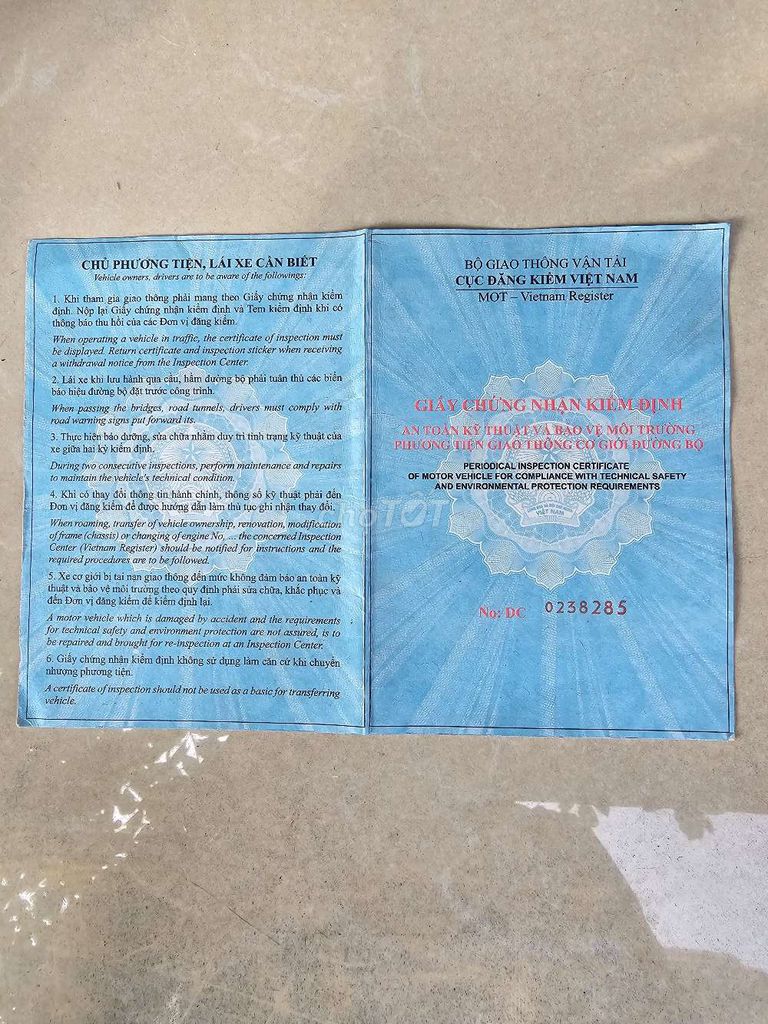 CHỦ PHƯƠNG TIỆN, LÁI XE CẦN BIẾT
Vehicle owners, drivers are to be aware of the followings:
1. Khi tham gia giao thông phải mang theo Giấy chứng nhận kiểm
định. Nộp lại Giấy chứng nhận kiểm định và Tem kiểm định khi có
thông báo thu hồi của các Đơn vị đăng kiểm.
When operating a vehicle in traffic, the certificate of inspection must
be displayed. Return certificate and inspection sticker when receiving
a withdrawal notice from the Inspection Center.
2. Lái xe khi lưu hành qua cầu, hầm đường bộ phải tuân thủ các biển
báo hiệu đường bộ đặt trước công trình.
When passing the bridges, road tunnels, drivers must comply with
road warning signs put forward its.
3. Thực hiện bảo dưỡng, sửa chữa nhằm duy trì tình trạng kỹ thuật của
xe giữa hai kỳ kiểm định.
During two consecutive inspections, perform maintenance and repairs
to maintain the vehicle's technical condition.
4. Khi có thay đổi thông tin hành chính, thông số kỹ thuật phải đến
Đơn vị đăng kiểm để được hướng dẫn làm thủ tục ghi nhận thay đổi.
When roaming, transfer of vehicle ownership, renovation, modification
of frame (chassis) or changing of engine No, ... the concerned Inspection
Center (Vietnam Register) should be notified for instructions and the
required procedures are to be followed.
5. Xe cơ giới bị tai nạn giao thông đến mức không đảm bảo an toàn kỹ
thuật và bảo vệ môi trường theo quy định phải sửa chữa, khắc phục và
đến Đơn vị đăng kiểm để kiểm định lại.
A motor vehicle which is damaged by accident and the requirements
for technical safety and environment protection are not assured, is to
be repaired and brought for re-inspection at an Inspection Center.
6. Giấy chứng nhận kiểm định không sử dụng làm căn cứ khi chuyển
nhượng phương tiện.
A certificate of inspection should not be used as a basic for transferring
vehicle.
BỘ GIAO THÔNG VẬN TẢI
CỤC ĐĂNG KIỂM VIỆT NAM
MOT – Vietnam Register
GIẤY CHỨNG NHẬN KIỂM ĐỊNH
AN TOÀN KỸ THUẬT VÀ BẢO VỆ MÔI TRƯỜNG
PHƯƠNG TIỆN GIAO THÔNG CƠ GIỚI ĐƯỜNG BỘ
PERIODICAL INSPECTION CERTIFICATE
OF MOTOR VEHICLE FOR COMPLIANCE WITH TECHNICAL SAFETY
AND ENVIRONMENTAL PROTECTION REQUIREMENTS
VIỆT NAM
No: DC 0238285